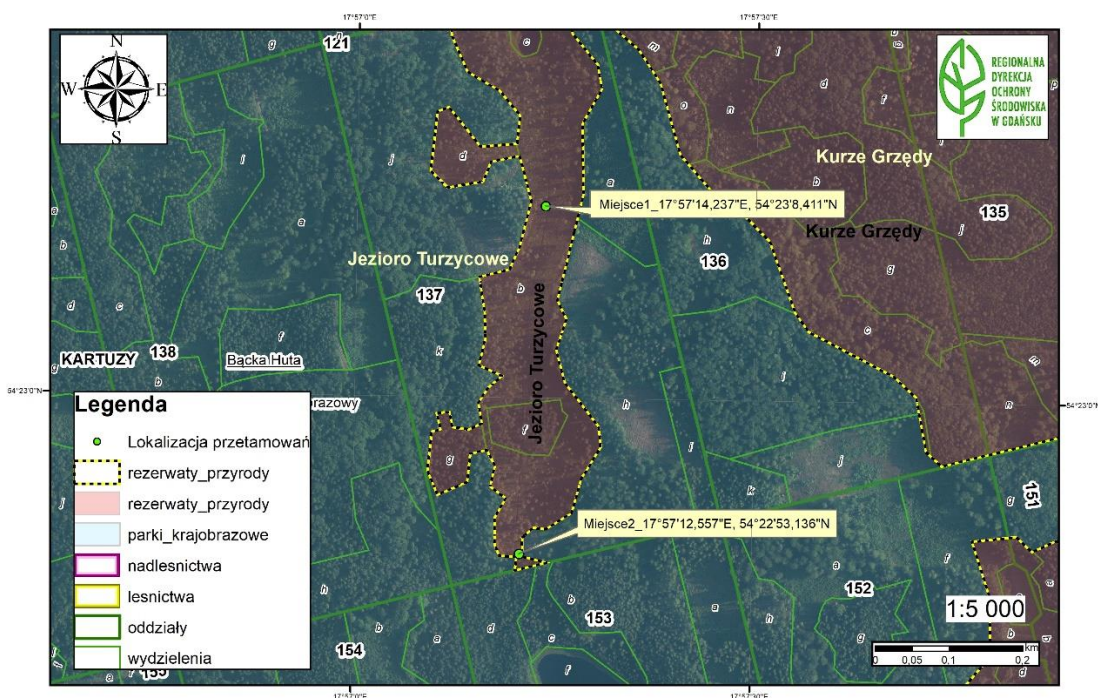 17°57'0"E
17°57'30"E
N
W
E
S
REGIONALNA
DYREKCJA
OCHRONY
ŚRODOWISKA
W GDAŃSKU
121
g
c
m
l
d
f
o
n
i
j
d
Kurze Grzędy
b
a
Miejsce1_17°57'14,237"E, 54°23'8,411"N
135
j
a
Kurze Grzędy
h
136
b
Jezioro Turzycowe
g
137
b
d
c
c
f
k
KARTUZY
138
Bącka Huta
i
m
b
54°23'0"N
54°23'0"N
Jezioro Turzycowe
n
h
f
g
l
j
k
g
151
Legenda
brazowy
Lokalizacja przetamowań
rezerwaty_przyrody
rezerwaty_przyrody
parki_krajobrazowe
nadlesnictwa
lesnictwa
oddziały
wydzielenia
Miejsce2_17°57'12,557"E, 54°22'53,136"N
h
a
152
b
153
a
h
g
1:5 000
b
154
a
d
c
f
155
km
0 0,05 0,1 0,2
17°57'0"E
17°57'30"E